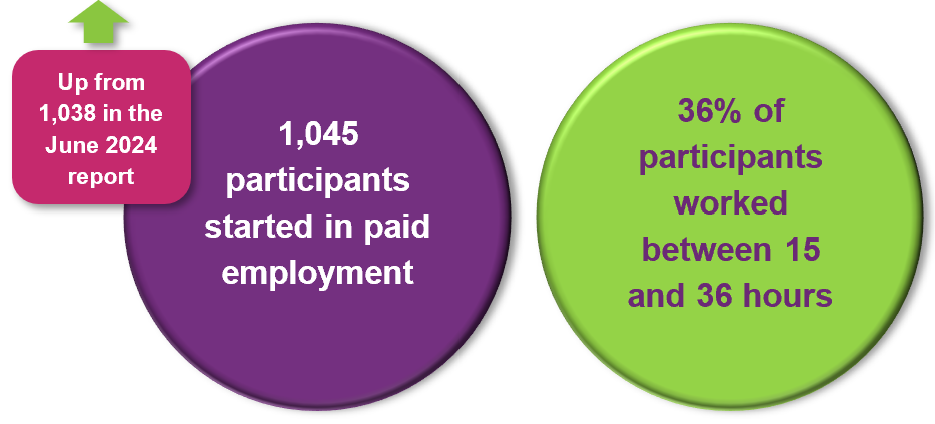 Up from
1,038 in the
June 2024
report
1,045
participants
started in paid
employment
36% of
participants
worked
between 15
and 36 hours